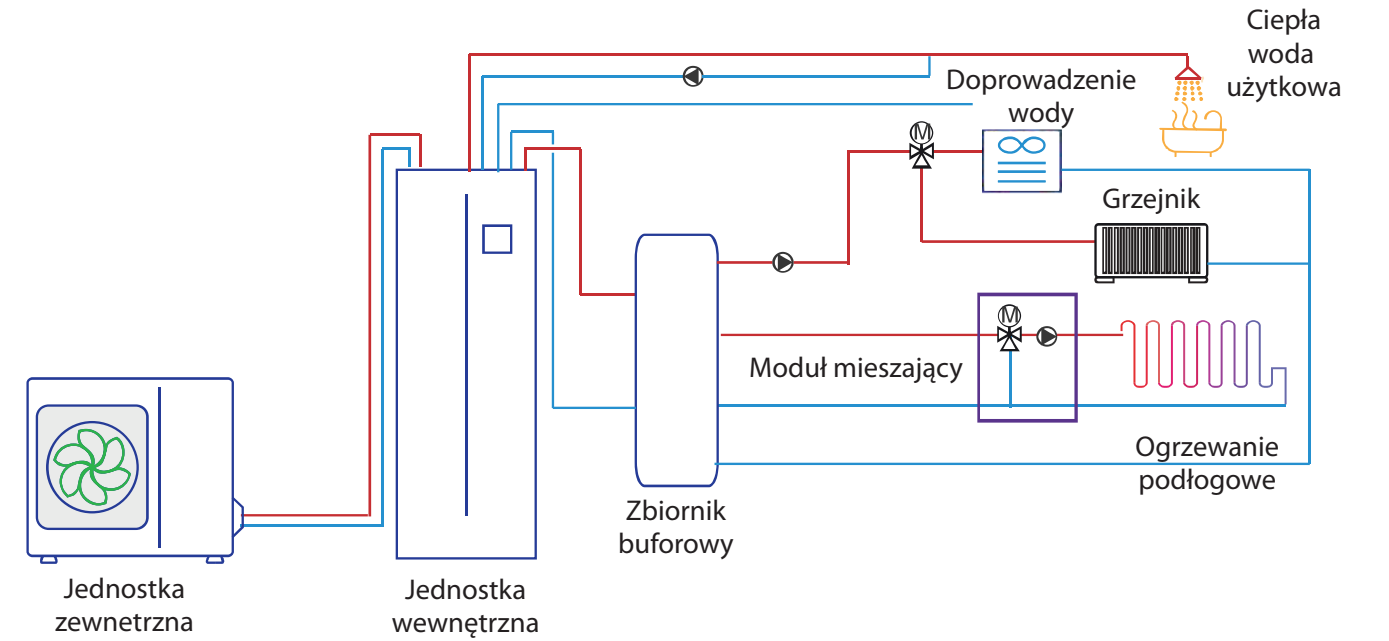 Ciepła
woda
użytkowa
Doprowadzenie
wody
M
Grzejnik
M
Moduł mieszający
Ogrzewanie
podłogowe
Zbiornik
buforowy
Jednostka
zewnetrzna
Jednostka
wewnętrzna